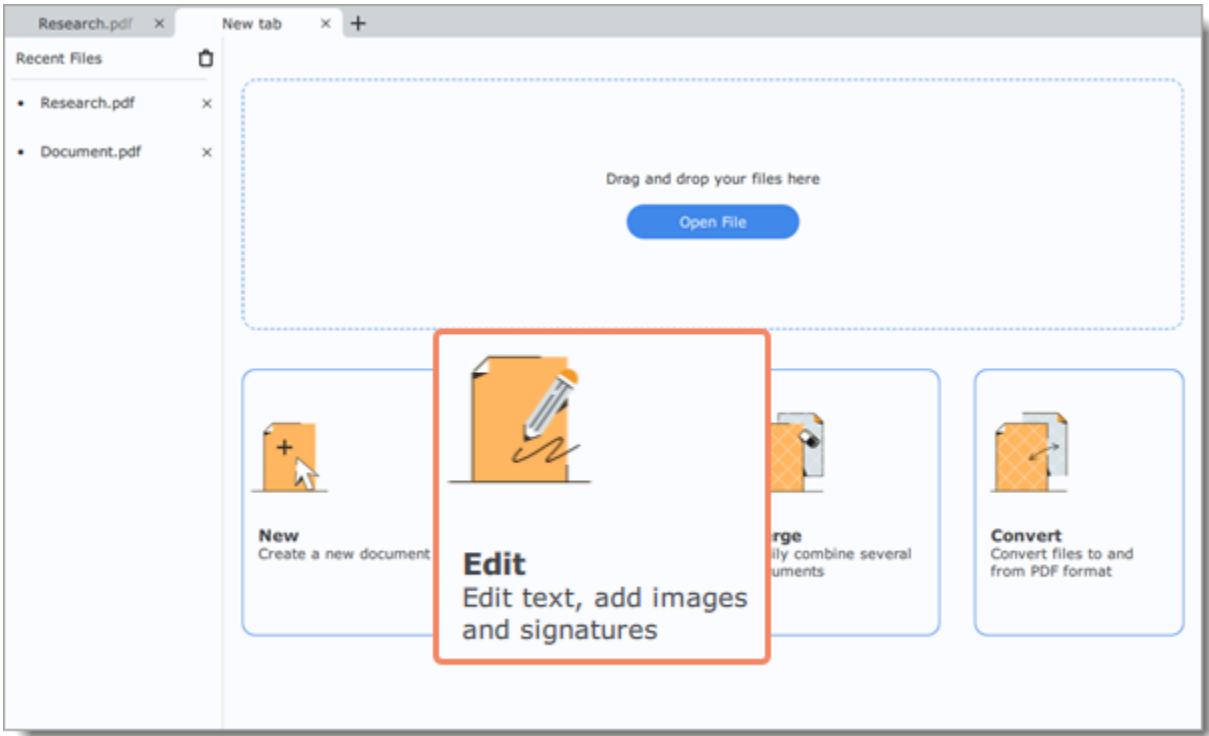 Research.pdf
New tab
Recent Files
Research.pdf
Document.pdf
Drag and drop your files here
Open File
New
Create a new document
Edit
Edit text, add images
and signatures
rge
ily combine several
uments
Convert
Convert files to and
from PDF format